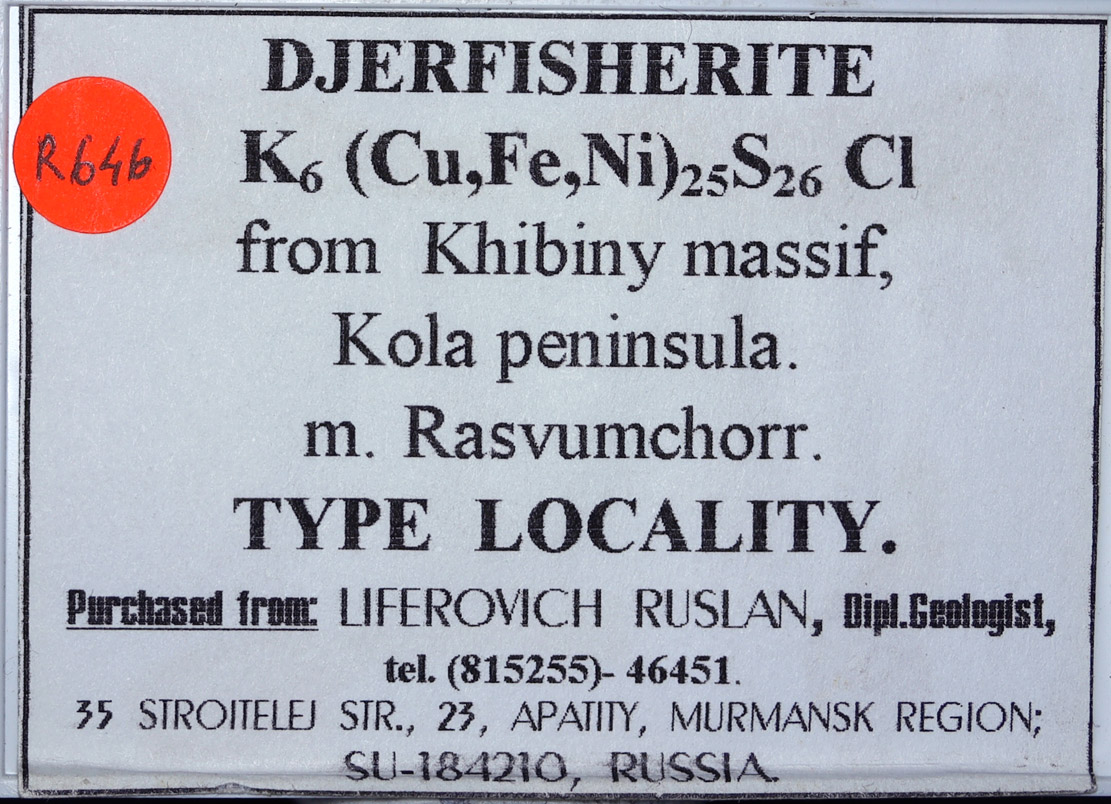 DJERFISHERITE
R646
K₆ (Cu,Fe,Ni)₂₅S₂₆ Cl
from Khibiny massif,
Kola peninsula.
m. Rasvumchorr.
TYPE LOCALITY.
Purchased from: LIFEROVICH RUSLAN, Dipl.Geologist,
tel. (815255)- 46451.
35 STROITELEJ STR., 23, APATITY, MURMANSK REGION;
SU-184210, RUSSIA.